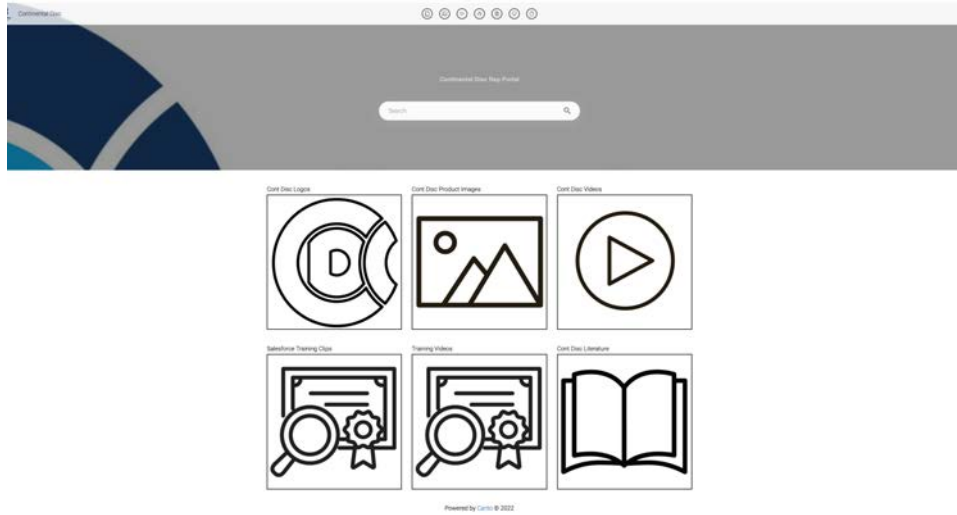 Continental Disc
Continental Disc Rep Portal
Search
Cont Disc Logos
Cont Disc Product Images
Cont Disc Videos
D
Salesforce Training Clips
Training Videos
Cont Disc Literature
Powered by Canto © 2022